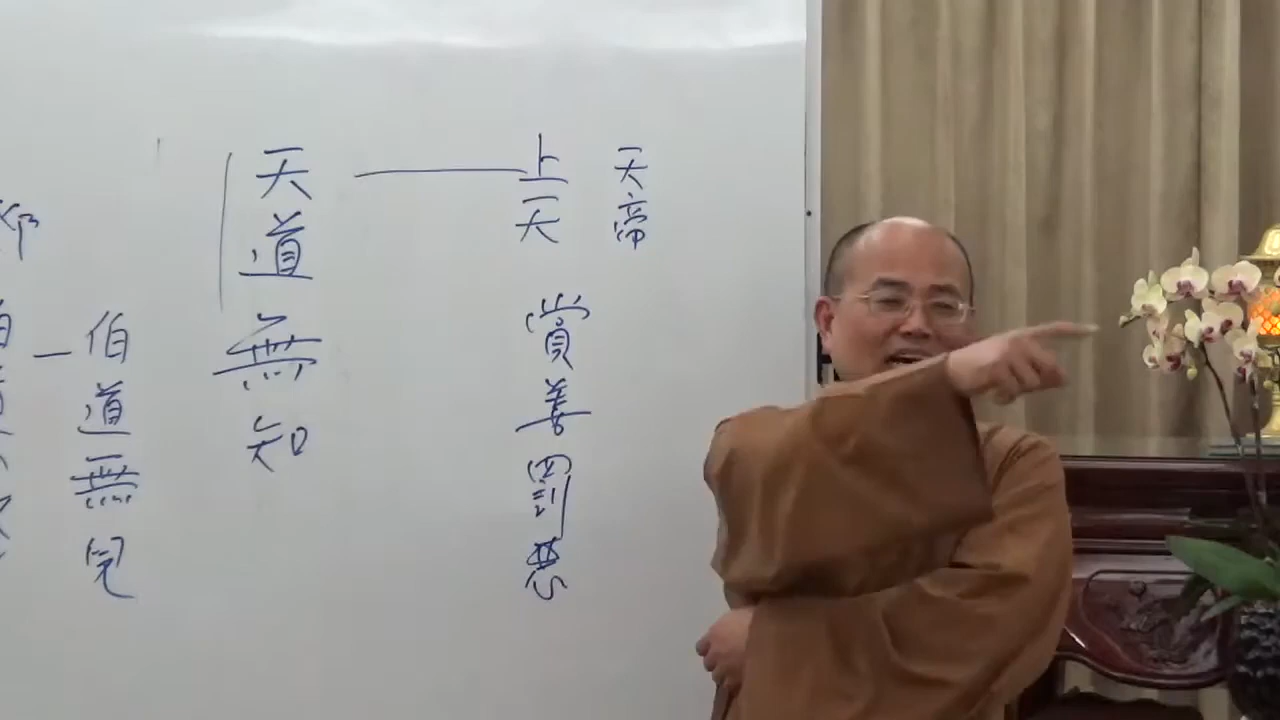 天帝
上天
賞善罰惡
天道無知
伯道無兒